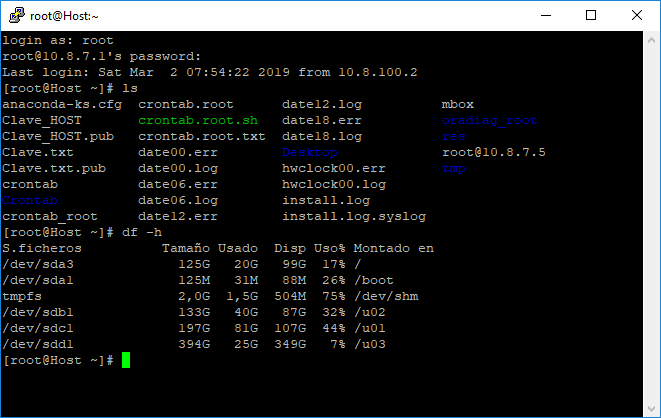 root@Host:~
login as: root
root@10.8.7.1's password:
Last login: Sat Mar  2 07:54:22 2019 from 10.8.100.2
[root@Host ~]# ls
anaconda-ks.cfg  crontab.root      date12.log          mbox
Clave_HOST       crontab.root.sh   date18.err          oradiag_root
Clave_HOST.pub   crontab.root.txt  date18.log          res
Clave.txt        date00.err        Desktop             root@10.8.7.5
Clave.txt.pub    date00.log        hwclock00.err       tmp
crontab          date06.err        hwclock00.log
Crontab          date06.log        install.log
crontab_root     date12.err        install.log.syslog
[root@Host ~]# df -h
S.ficheros          Tamaño Usado  Disp Uso% Montado en
/dev/sda3             125G   20G   99G  17% /
/dev/sda1             125M   31M   88M  26% /boot
tmpfs                 2,0G  1,5G  504M  75% /dev/shm
/dev/sdb1             133G   40G   87G  32% /u02
/dev/sdc1             197G   81G  107G  44% /u01
/dev/sdd1             394G   25G  349G   7% /u03
[root@Host ~]#